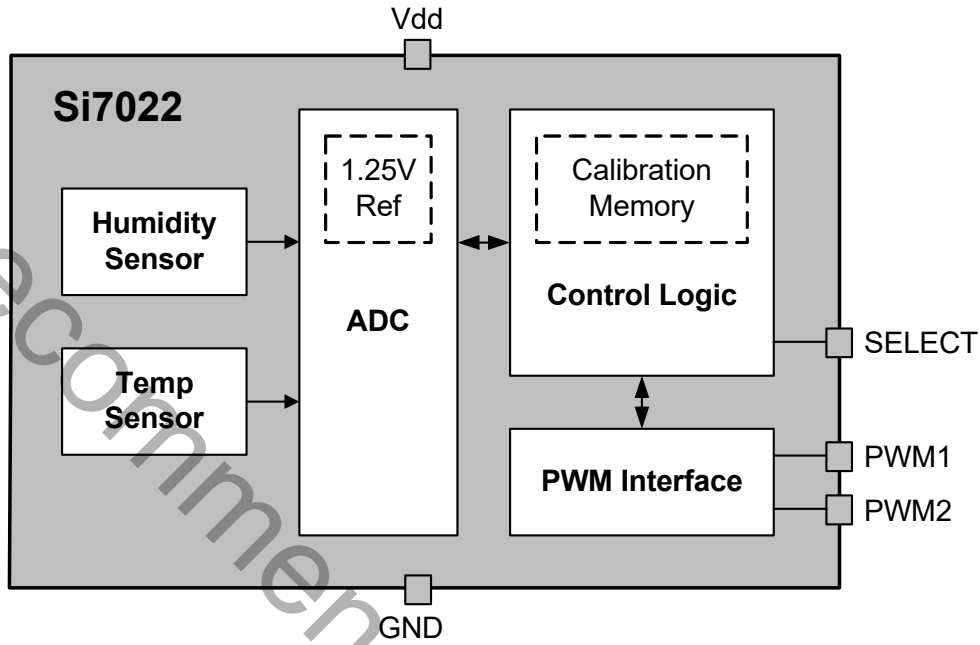 Vdd
Si7022
1.25V
Ref
Calibration
Memory
Humidity
Sensor
ADC
Control Logic
SELECT
Temp
Sensor
PWM Interface
PWM1
PWM2
GND